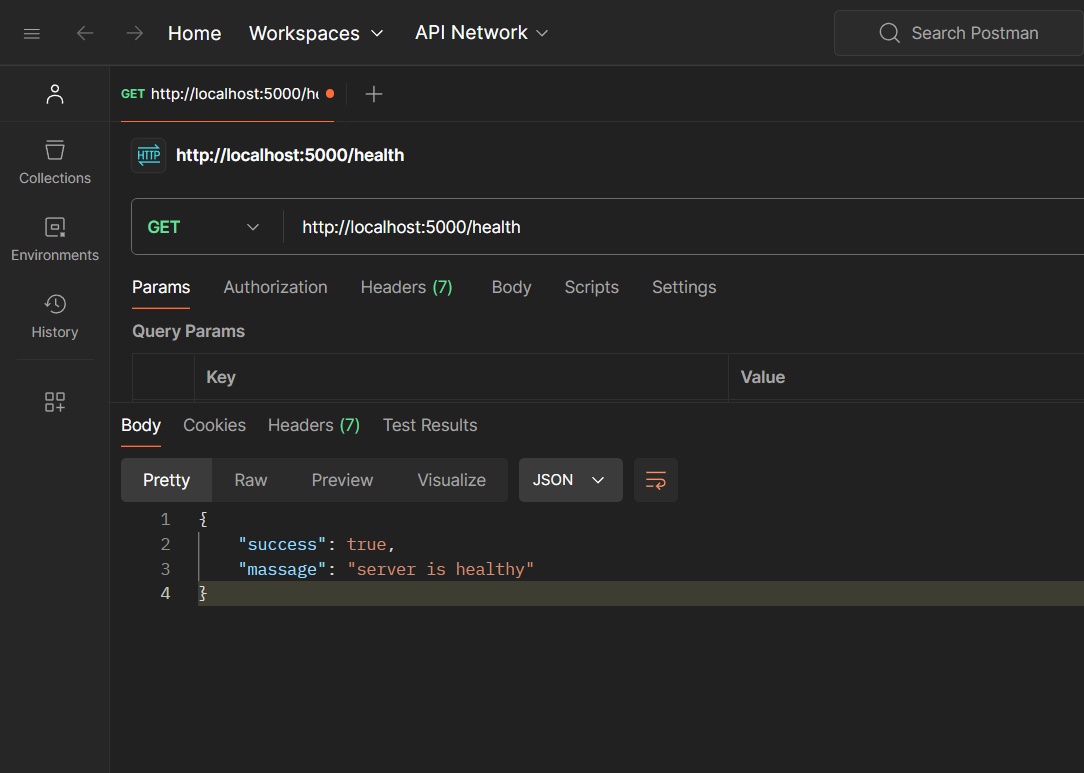 Home Workspaces API Network Search Postman
GET http://localhost:5000/h
http://localhost:5000/health
Collections
GET http://localhost:5000/health
Environments
Params Authorization Headers (7) Body Scripts Settings
History
Query Params
Key Value
Body Cookies Headers (7) Test Results
Pretty Raw Preview Visualize JSON
1 {
2 "success": true,
3 "massage": "server is healthy"
4 }